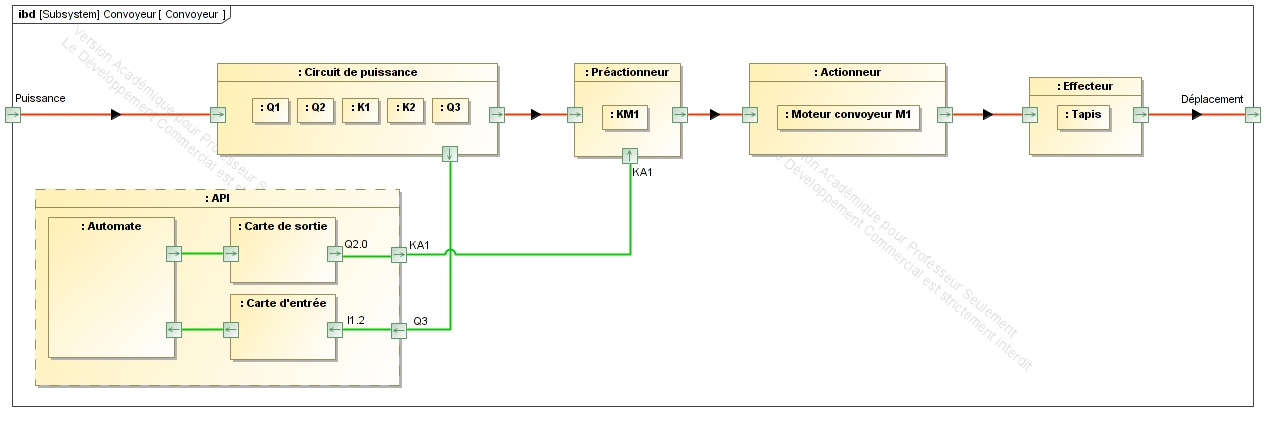 ibd [Subsystem] Convoyeur [ Convoyeur ]
Version Académique pour Professeur Seulement
Le Développement Commercial est strictement interdit
Puissance
: Circuit de puissance
: Q1
: Q2
: K1
: K2
: Q3
: Préactionneur
: KM1
KA1
: Actionneur
: Moteur convoyeur M1
: Effecteur
: Tapis
Déplacement
: API
: Automate
: Carte de sortie
Q2.0
KA1
: Carte d'entrée
I1.2
Q3
Version Académique pour Professeur Seulement
Le Développement Commercial est strictement interdit